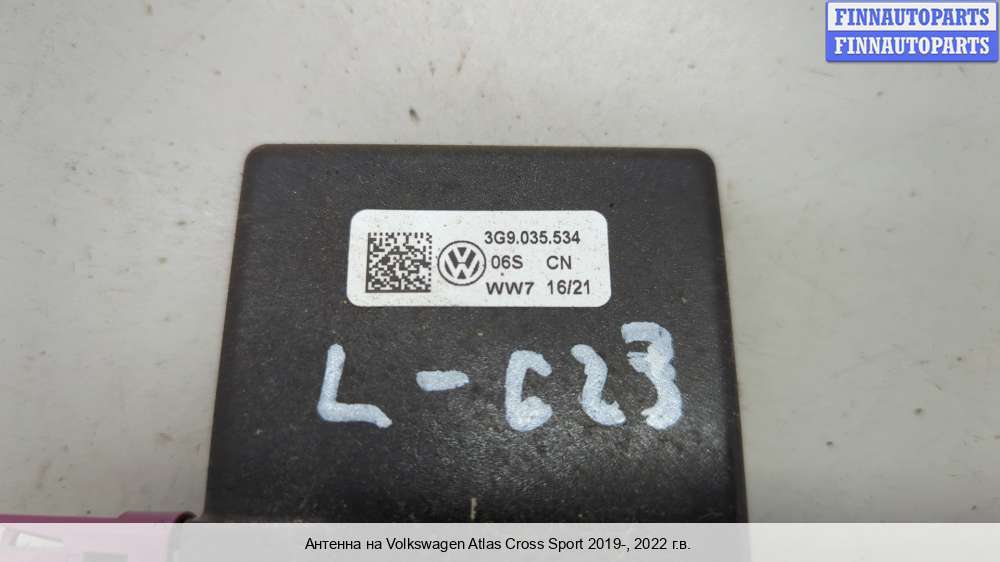 FINNAUTOPARTS
FINNAUTOPARTS
3G9.035.534
06S CN
WW7 16/21
L-623
Антенна на Volkswagen Atlas Cross Sport 2019-, 2022 г.в.